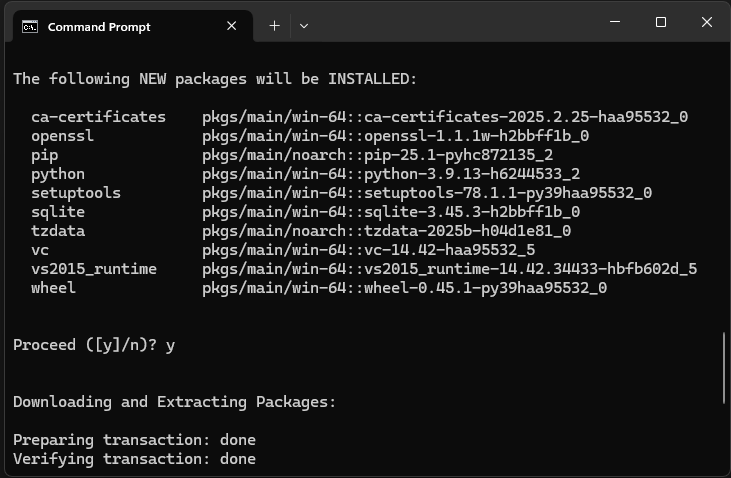 Command Prompt
The following NEW packages will be INSTALLED:
ca-certificates    pkgs/main/win-64::ca-certificates-2025.2.25-haa95532_0
openssl            pkgs/main/win-64::openssl-1.1.1w-h2bbff1b_0
pip                pkgs/main/noarch::pip-25.1-pyhc872135_2
python             pkgs/main/win-64::python-3.9.13-h6244533_2
setuptools         pkgs/main/win-64::setuptools-78.1.1-py39haa95532_0
sqlite             pkgs/main/win-64::sqlite-3.45.3-h2bbff1b_0
tzdata             pkgs/main/noarch::tzdata-2025b-h04d1e81_0
vc                 pkgs/main/win-64::vc-14.42-haa95532_5
vs2015_runtime     pkgs/main/win-64::vs2015_runtime-14.42.34433-hbfb602d_5
wheel              pkgs/main/win-64::wheel-0.45.1-py39haa95532_0
Proceed ([y]/n)? y
Downloading and Extracting Packages:
Preparing transaction: done
Verifying transaction: done